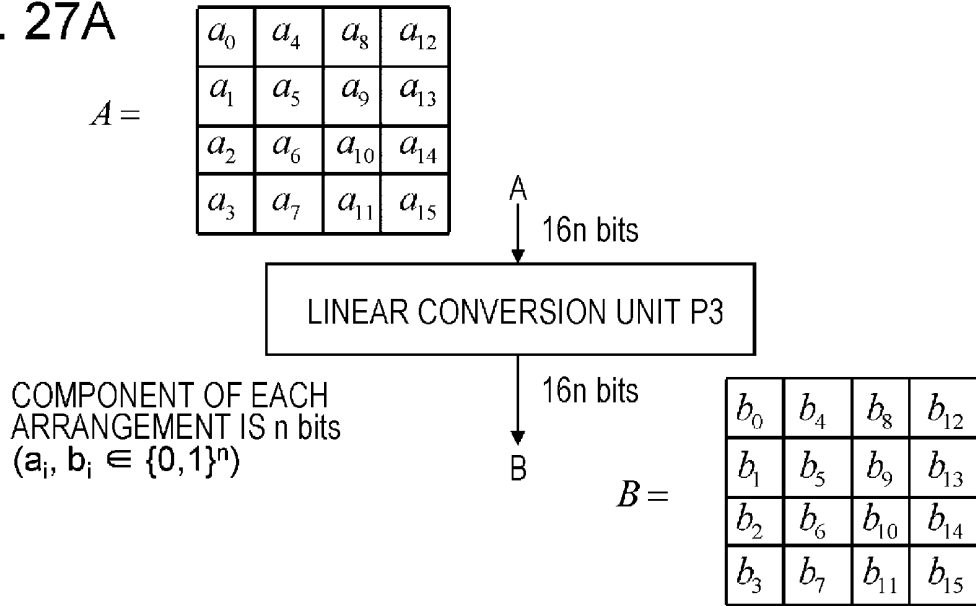 . 27A
A =
a₀ a₄ a₈ a₁₂
a₁ a₅ a₉ a₁₃
a₂ a₆ a₁₀ a₁₄
a₃ a₇ a₁₁ a₁₅
A
16n bits
LINEAR CONVERSION UNIT P3
16n bits
B
COMPONENT OF EACH
ARRANGEMENT IS n bits
(aᵢ, bᵢ ∈ {0,1}ⁿ)
B =
b₀ b₄ b₈ b₁₂
b₁ b₅ b₉ b₁₃
b₂ b₆ b₁₀ b₁₄
b₃ b₇ b₁₁ b₁₅